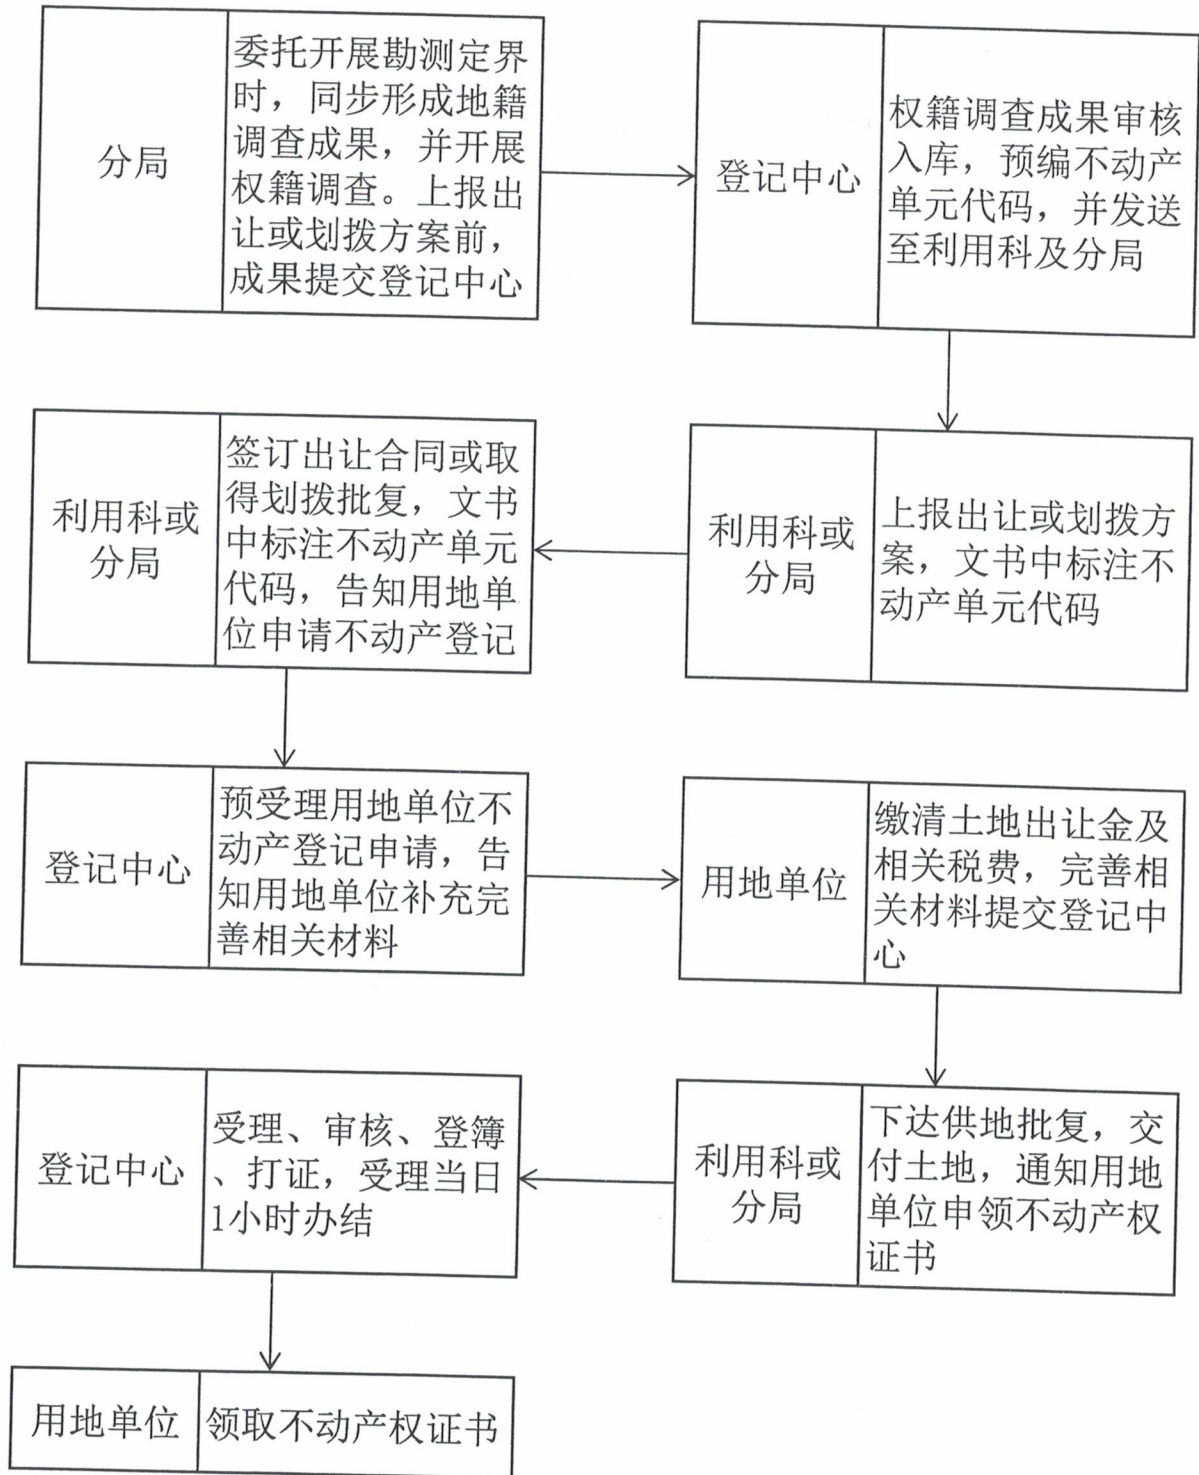 分局
委托开展勘测定界
时，同步形成地籍
调查成果，并开展
权籍调查。上报出
让或划拨方案前，
成果提交登记中心
登记中心
权籍调查成果审核
入库，预编不动产
单元代码，并发送
至利用科及分局
利用科或
分局
上报出让或划拨方
案，文书中标注不
动产单元代码
利用科或
分局
签订出让合同或取
得划拨批复，文书
中标注不动产单元
代码，告知用地单
位申请不动产登记
登记中心
预受理用地单位不
动产登记申请，告
知用地单位补充完
善相关材料
用地单位
缴清土地出让金及
相关税费，完善相
关材料提交登记中
心
利用科或
分局
下达供地批复，交
付土地，通知用地
单位申领不动产权
证书
登记中心
受理、审核、登簿
、打证，受理当日
1小时办结
用地单位
领取不动产权证书